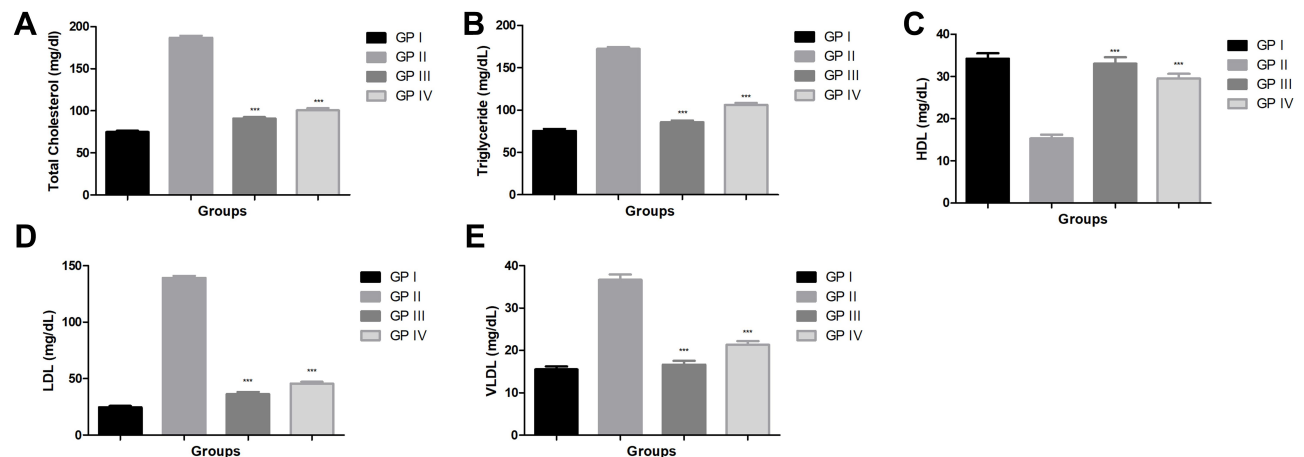 A
Total Cholesterol (mg/dl)
200
150
100
50
0
***
***
Groups
GP I
GP II
GP III
GP IV
B
Triglyceride (mg/dL)
200
150
100
50
0
***
***
Groups
GP I
GP II
GP III
GP IV
C
HDL (mg/dL)
40
30
20
10
0
***
***
Groups
GP I
GP II
GP III
GP IV
D
LDL (mg/dL)
150
100
50
0
***
***
Groups
GP I
GP II
GP III
GP IV
E
VLDL (mg/dL)
40
30
20
10
0
***
***
Groups
GP I
GP II
GP III
GP IV